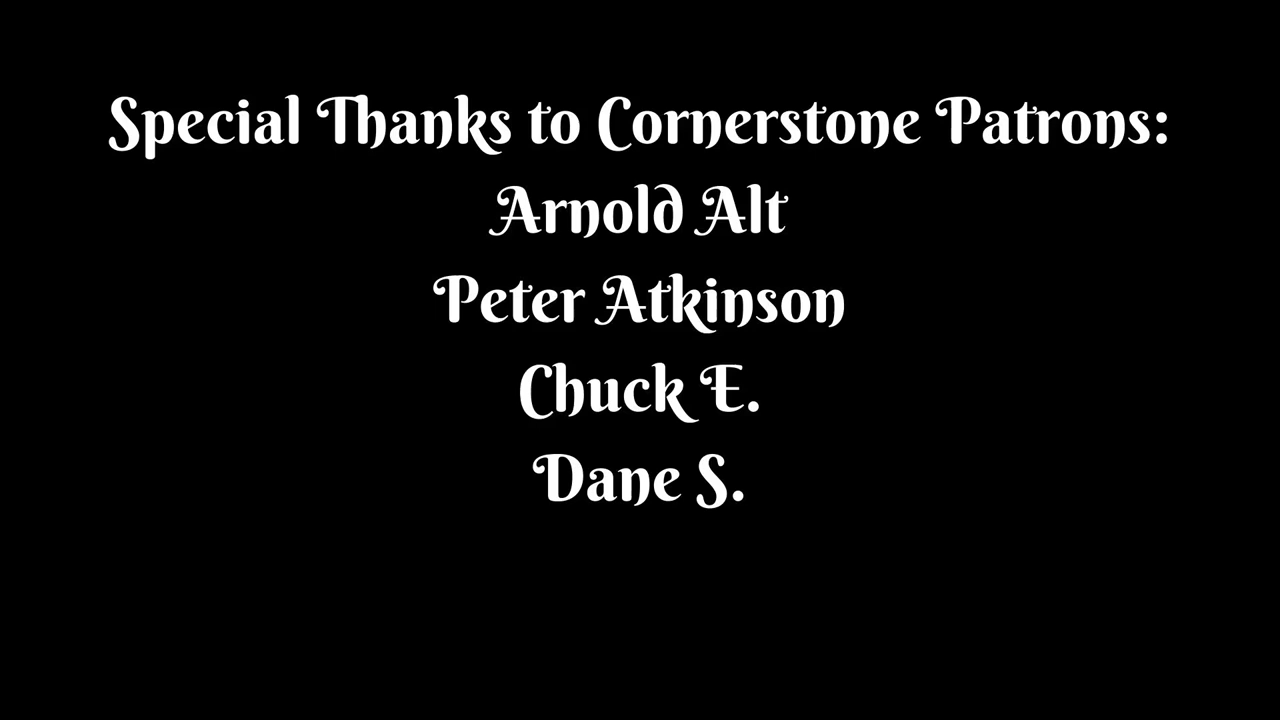 Special Thanks to Cornerstone Patrons:
Arnold Alt
Peter Atkinson
Chuck E.
Dane S.